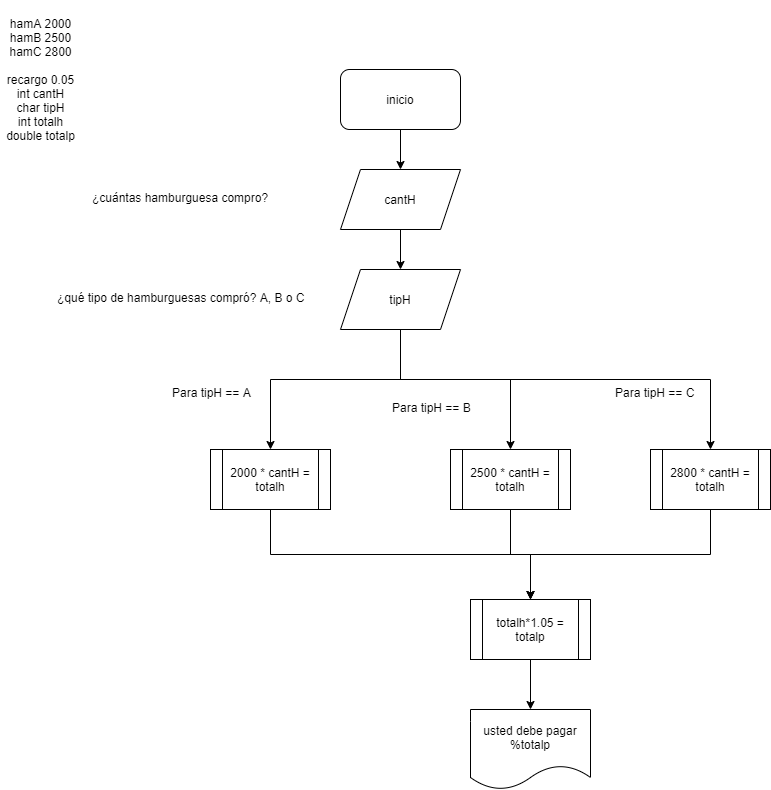 hamA 2000
hamB 2500
hamC 2800
recargo 0.05
int cantH
char tipH
int totalh
double totalp
inicio
¿cuántas hamburguesa compro?
cantH
¿qué tipo de hamburguesas compró? A, B o C
tipH
Para tipH == A
Para tipH == B
Para tipH == C
2000 * cantH =
totalh
2500 * cantH =
totalh
2800 * cantH =
totalh
totalh*1.05 =
totalp
usted debe pagar
%totalp